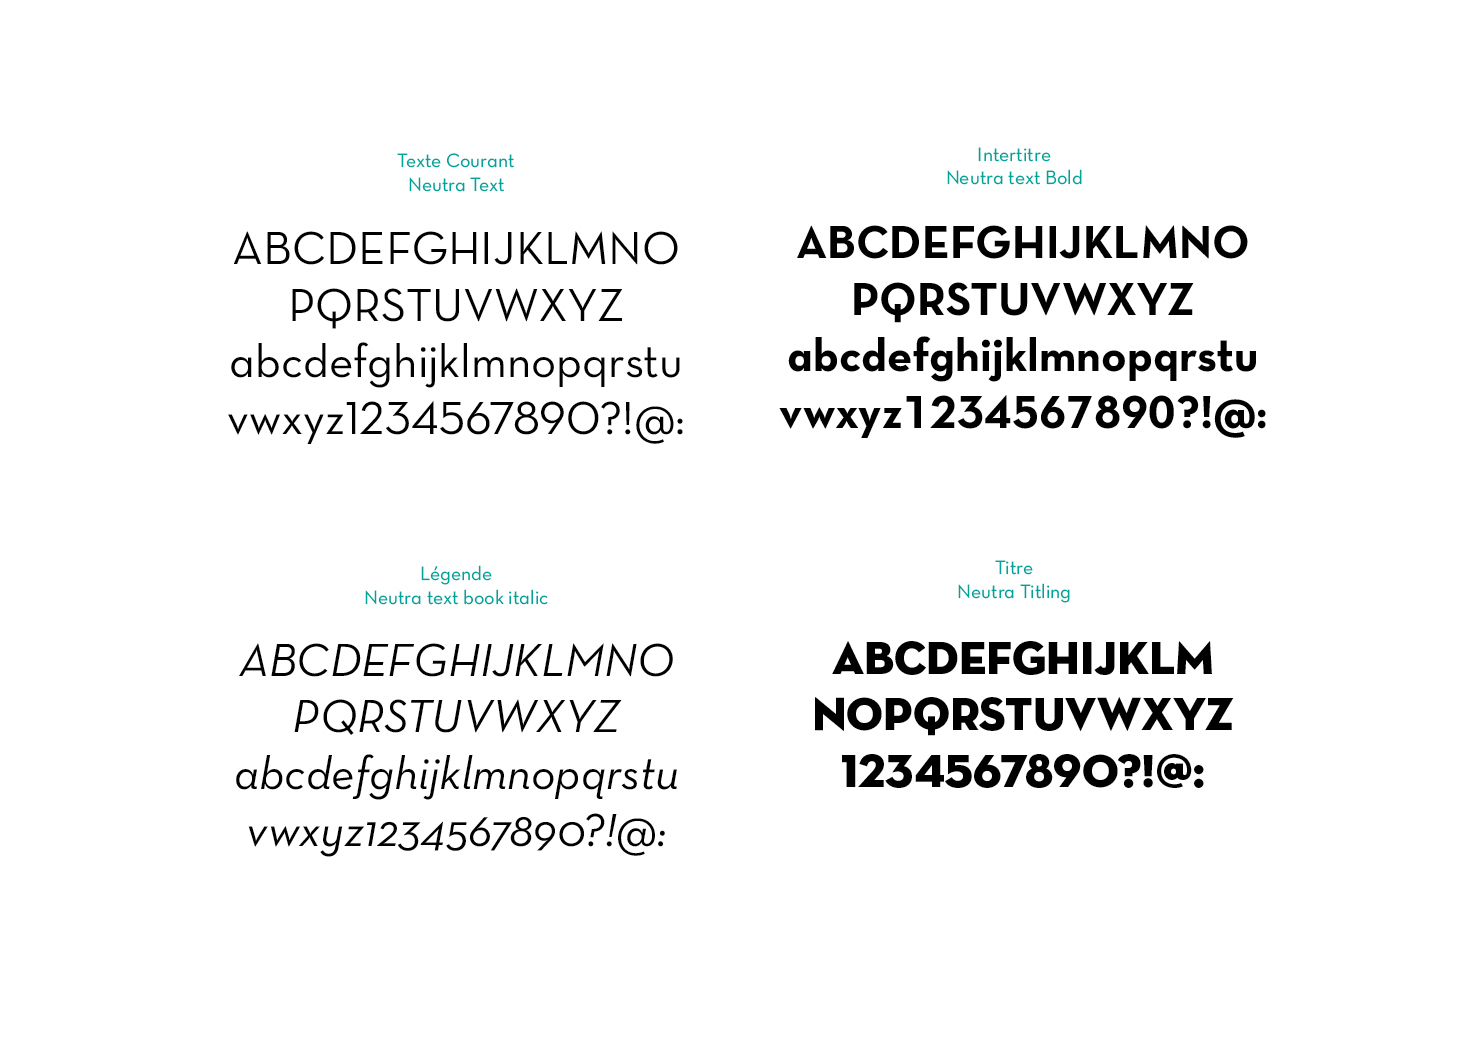 Texte Courant
Neutra Text
ABCDEFGHIJKLMNO
PQRSTUVWXYZ
abcdefghijklmnopqrstu
vwxyz1234567890?!@:
Intertitre
Neutra text Bold
ABCDEFGHIJKLMNO
PQRSTUVWXYZ
abcdefghijklmnopqrstu
vwxyz1234567890?!@:
Légende
Neutra text book italic
ABCDEFGHIJKLMNO
PQRSTUVWXYZ
abcdefghijklmnopqrstu
vwxyz1234567890?!@:
Titre
Neutra Titling
ABCDEFGHIJKLM
NOPQRSTUVWXYZ
1234567890?!@: